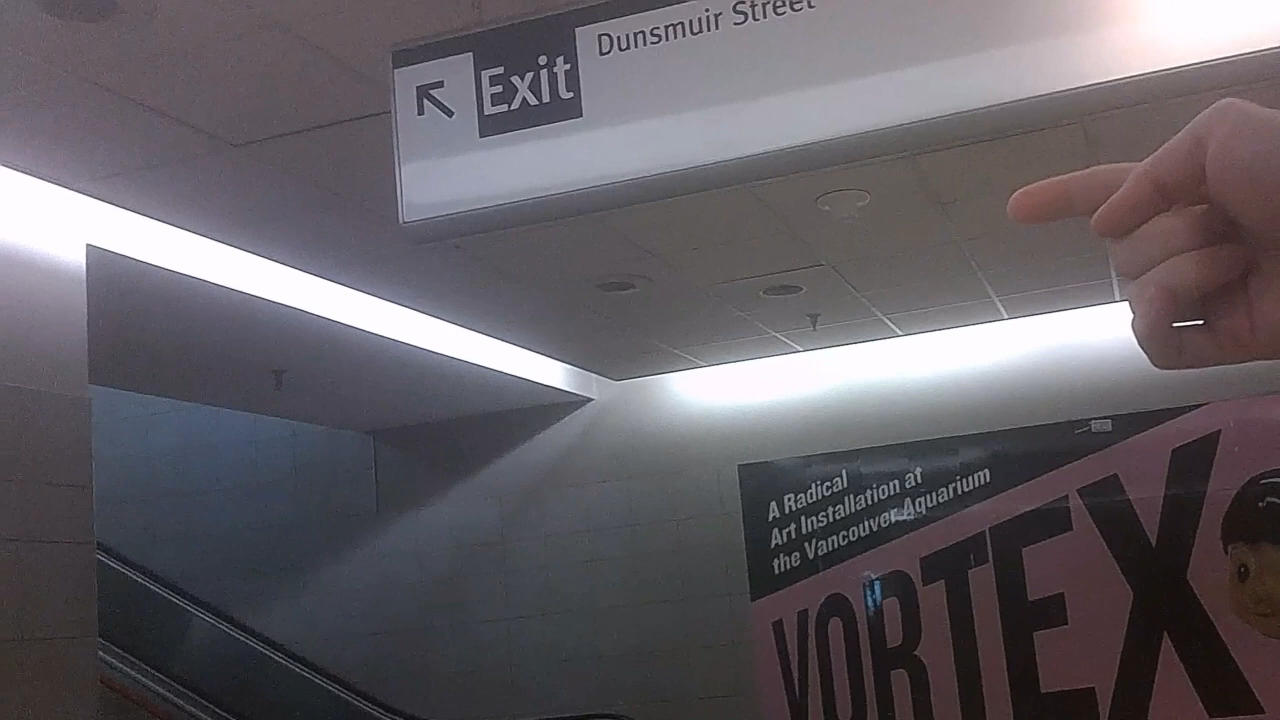 Exit
Dunsmuir Street
A Radical
Art Installation at
the Vancouver Aquarium
VORTEX